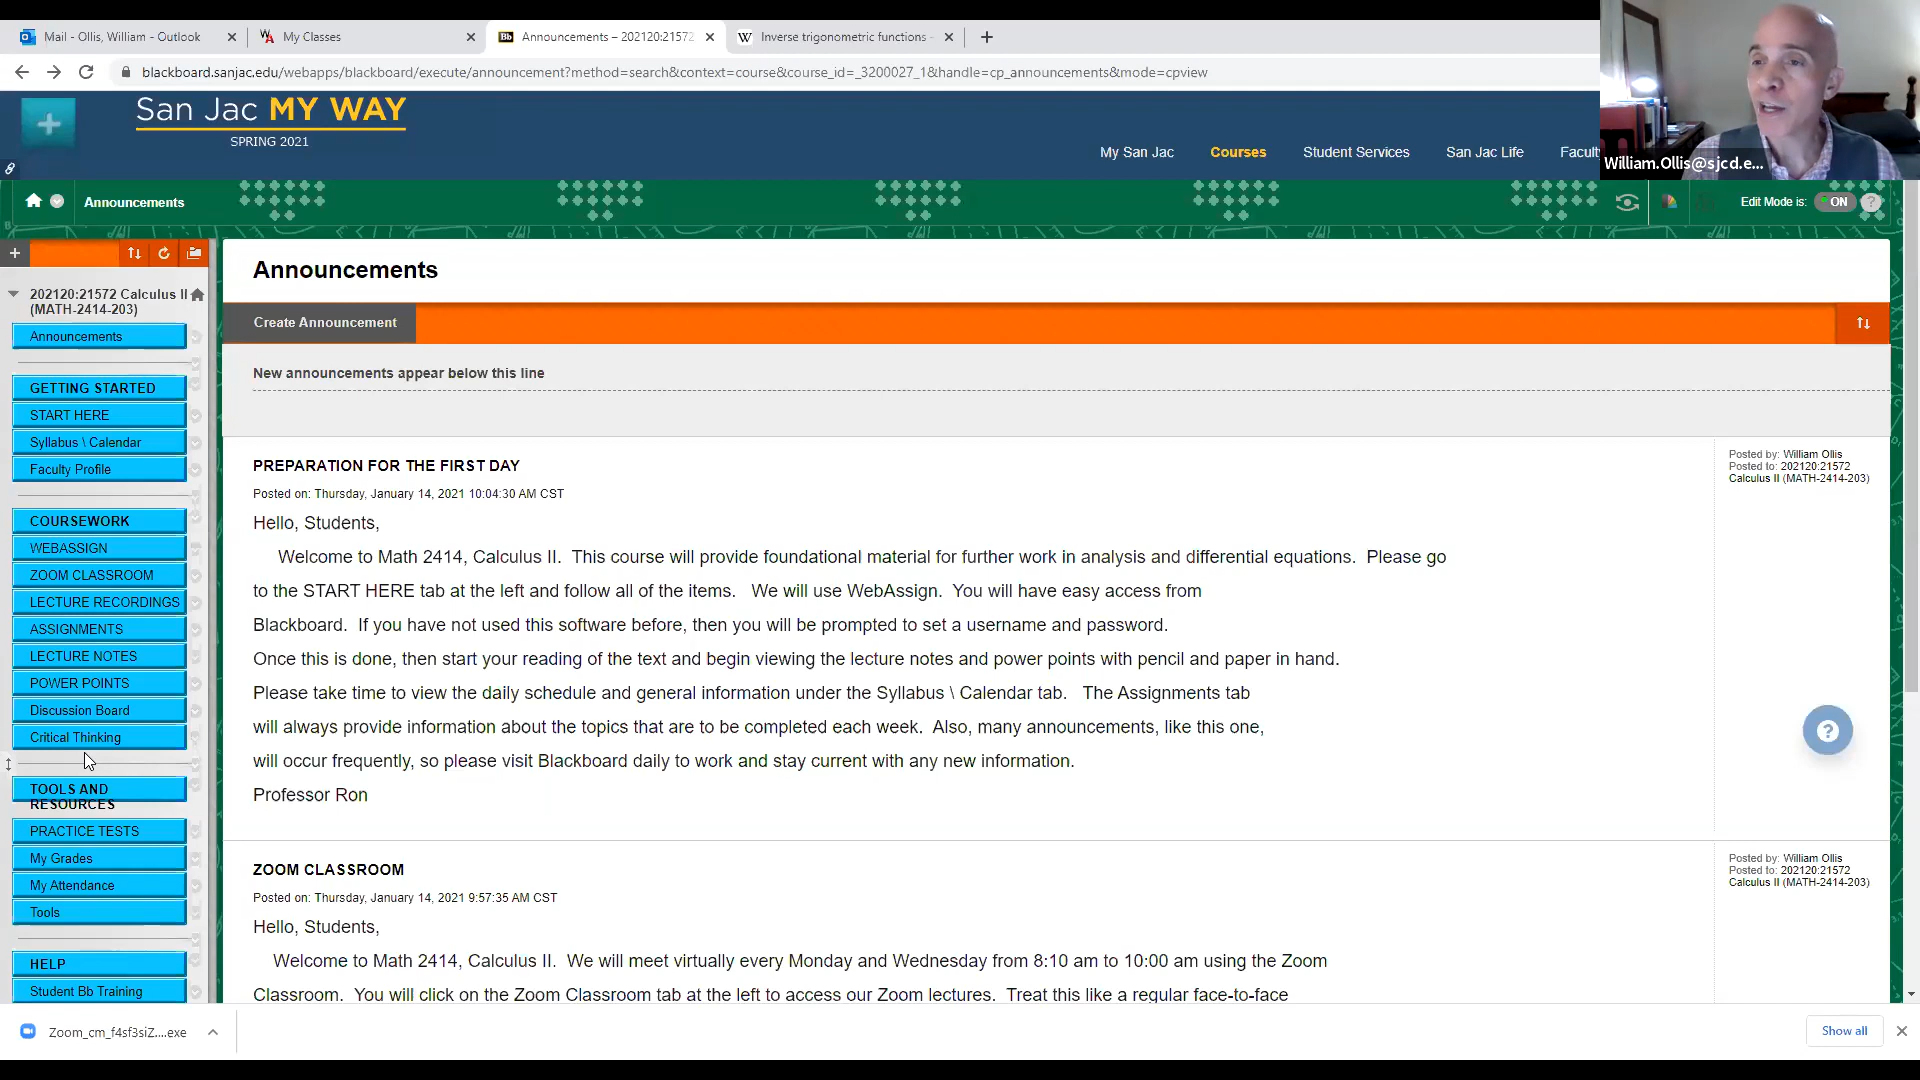 Mail - Ollis, William - Outlook
My Classes
Announcements – 202120:21572
Inverse trigonometric functions -
blackboard.sanjac.edu/webapps/blackboard/execute/announcement?method=search&context=course&course_id=_3200027_1&handle=cp_announcements&mode=cpview
San Jac MY WAY
SPRING 2021
My San Jac
Courses
Student Services
San Jac Life
Facult
William.Ollis@sjcd.e...
Announcements
Edit Mode is:
ON
202120:21572 Calculus II
(MATH-2414-203)
Announcements
GETTING STARTED
START HERE
Syllabus \ Calendar
Faculty Profile
COURSEWORK
WEBASSIGN
ZOOM CLASSROOM
LECTURE RECORDINGS
ASSIGNMENTS
LECTURE NOTES
POWER POINTS
Discussion Board
Critical Thinking
TOOLS AND
RESOURCES
PRACTICE TESTS
My Grades
My Attendance
Tools
HELP
Student Bb Training
Announcements
Create Announcement
New announcements appear below this line
PREPARATION FOR THE FIRST DAY
Posted on: Thursday, January 14, 2021 10:04:30 AM CST
Hello, Students,
Welcome to Math 2414, Calculus II. This course will provide foundational material for further work in analysis and differential equations. Please go
to the START HERE tab at the left and follow all of the items. We will use WebAssign. You will have easy access from
Blackboard. If you have not used this software before, then you will be prompted to set a username and password.
Once this is done, then start your reading of the text and begin viewing the lecture notes and power points with pencil and paper in hand.
Please take time to view the daily schedule and general information under the Syllabus \ Calendar tab. The Assignments tab
will always provide information about the topics that are to be completed each week. Also, many announcements, like this one,
will occur frequently, so please visit Blackboard daily to work and stay current with any new information.
Professor Ron
Posted by: William Ollis
Posted to: 202120:21572
Calculus II (MATH-2414-203)
ZOOM CLASSROOM
Posted on: Thursday, January 14, 2021 9:57:35 AM CST
Hello, Students,
Welcome to Math 2414, Calculus II. We will meet virtually every Monday and Wednesday from 8:10 am to 10:00 am using the Zoom
Classroom. You will click on the Zoom Classroom tab at the left to access our Zoom lectures. Treat this like a regular face-to-face
Posted by: William Ollis
Posted to: 202120:21572
Calculus II (MATH-2414-203)
Zoom_cm_f4sf3siZ....exe
Show all